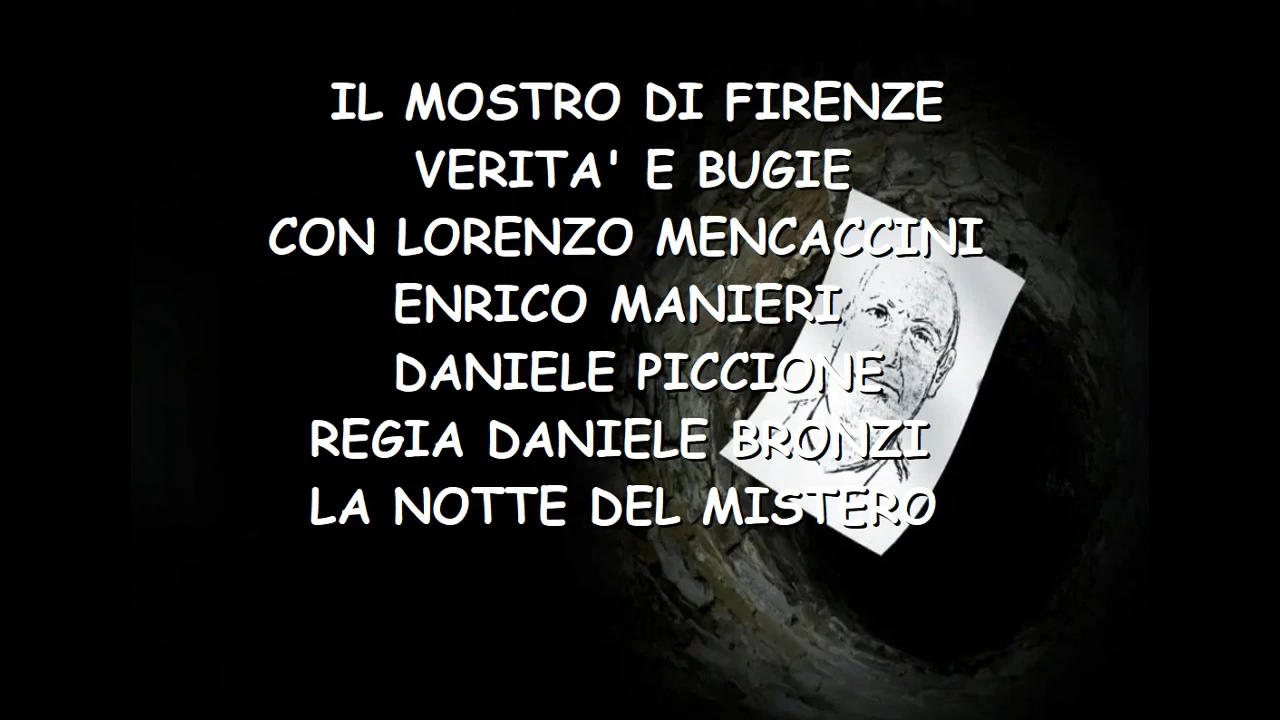 IL MOSTRO DI FIRENZE
VERITA' E BUGIE
CON LORENZO MENCACCINI
ENRICO MANIERI
DANIELE PICCIONE
REGIA DANIELE BRONZI
LA NOTTE DEL MISTERO